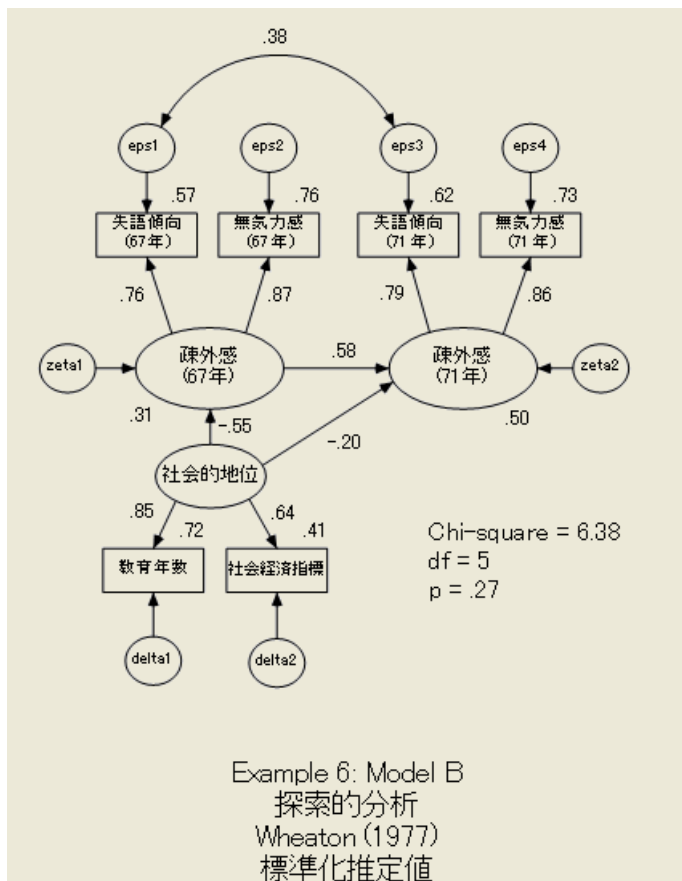 .38
eps1
eps2
eps3
eps4
.57
.76
.62
.73
失語傾向
(67年)
無気力感
(67年)
失語傾向
(71年)
無気力感
(71年)
.76
.87
.79
.86
zeta1
疎外感
(67年)
.58
疎外感
(71年)
zeta2
.31
-.55
.50
-.20
社会的地位
.85
.72
.64
.41
教育年数
社会経済指標
Chi-square = 6.38
df = 5
p = .27
delta1
delta2
Example 6: Model B
探索的分析
Wheaton (1977)
標準化推定値